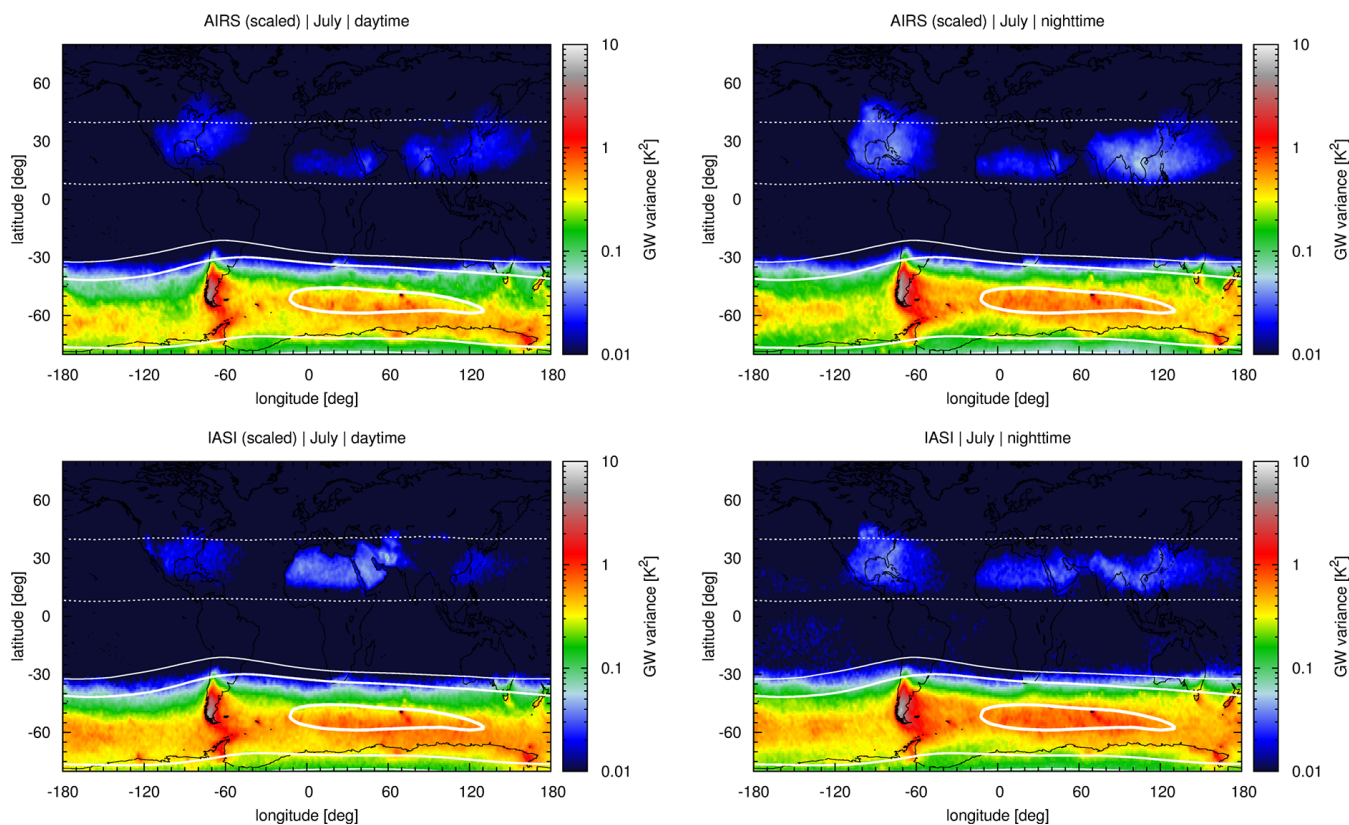 AIRS (scaled) | July | daytime
60
30
0
-30
-60
latitude [deg]
-180 -120 -60 0 60 120 180
longitude [deg]
10
1
0.1
0.01
GW variance [K²]
AIRS (scaled) | July | nighttime
60
30
0
-30
-60
latitude [deg]
-180 -120 -60 0 60 120 180
longitude [deg]
10
1
0.1
0.01
GW variance [K²]
IASI (scaled) | July | daytime
60
30
0
-30
-60
latitude [deg]
-180 -120 -60 0 60 120 180
longitude [deg]
10
1
0.1
0.01
GW variance [K²]
IASI | July | nighttime
60
30
0
-30
-60
latitude [deg]
-180 -120 -60 0 60 120 180
longitude [deg]
10
1
0.1
0.01
GW variance [K²]